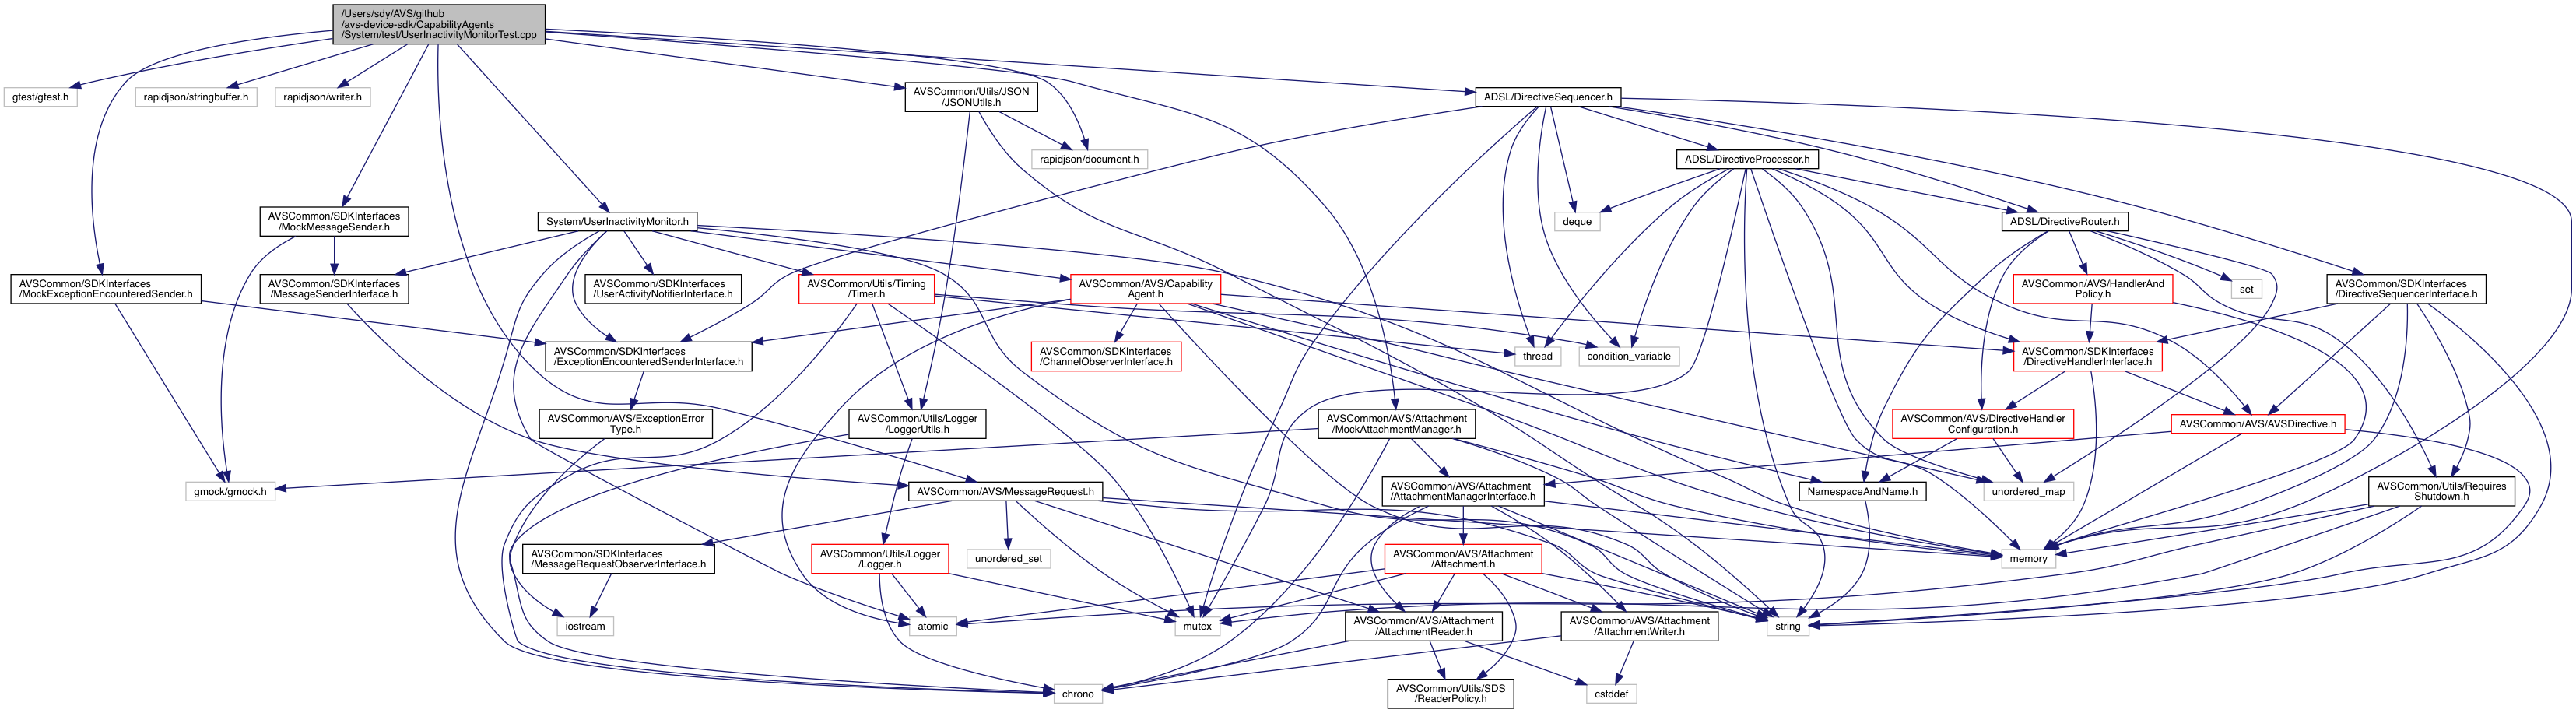 /Users/sdy/AVS/github
/avs-device-sdk/CapabilityAgents
/System/test/UserInactivityMonitorTest.cpp
gtest/gtest.h
rapidjson/stringbuffer.h
rapidjson/writer.h
AVSCommon/Utils/JSON
/JSONUtils.h
ADSL/DirectiveSequencer.h
rapidjson/document.h
ADSL/DirectiveProcessor.h
AVSCommon/SDKInterfaces
/MockMessageSender.h
System/UserInactivityMonitor.h
deque
ADSL/DirectiveRouter.h
AVSCommon/SDKInterfaces
/MockExceptionEncounteredSender.h
AVSCommon/SDKInterfaces
/MessageSenderInterface.h
AVSCommon/SDKInterfaces
/UserActivityNotifierInterface.h
AVSCommon/Utils/Timing
/Timer.h
AVSCommon/AVS/Capability
Agent.h
AVSCommon/AVS/HandlerAnd
Policy.h
set
AVSCommon/SDKInterfaces
/DirectiveSequencerInterface.h
AVSCommon/SDKInterfaces
/ExceptionEncounteredSenderInterface.h
AVSCommon/SDKInterfaces
/ChannelObserverInterface.h
thread
condition_variable
AVSCommon/SDKInterfaces
/DirectiveHandlerInterface.h
AVSCommon/AVS/ExceptionError
Type.h
AVSCommon/Utils/Logger
/LoggerUtils.h
AVSCommon/AVS/Attachment
/MockAttachmentManager.h
AVSCommon/AVS/DirectiveHandler
Configuration.h
AVSCommon/AVS/AVSDirective.h
gmock/gmock.h
AVSCommon/AVS/MessageRequest.h
AVSCommon/AVS/Attachment
/AttachmentManagerInterface.h
NamespaceAndName.h
unordered_map
AVSCommon/Utils/Requires
Shutdown.h
AVSCommon/SDKInterfaces
/MessageRequestObserverInterface.h
AVSCommon/Utils/Logger
/Logger.h
unordered_set
AVSCommon/AVS/Attachment
/Attachment.h
memory
iostream
atomic
mutex
AVSCommon/AVS/Attachment
/AttachmentReader.h
AVSCommon/AVS/Attachment
/AttachmentWriter.h
string
chrono
AVSCommon/Utils/SDS
/ReaderPolicy.h
cstddef